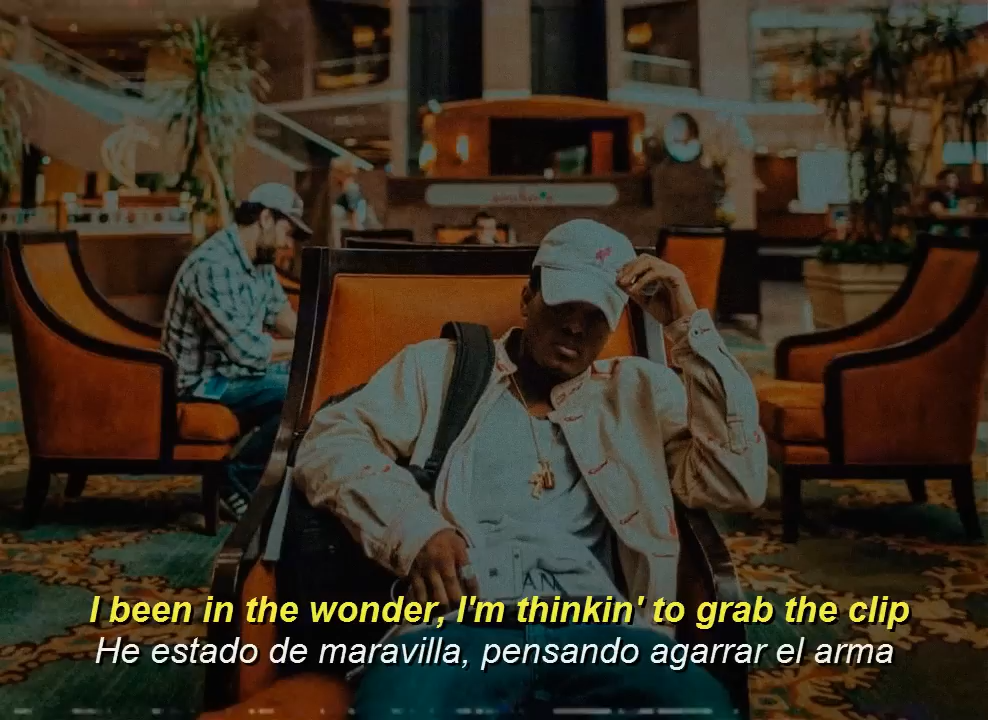 I been in the wonder, I'm thinkin' to grab the clip
He estado de maravilla, pensando agarrar el arma